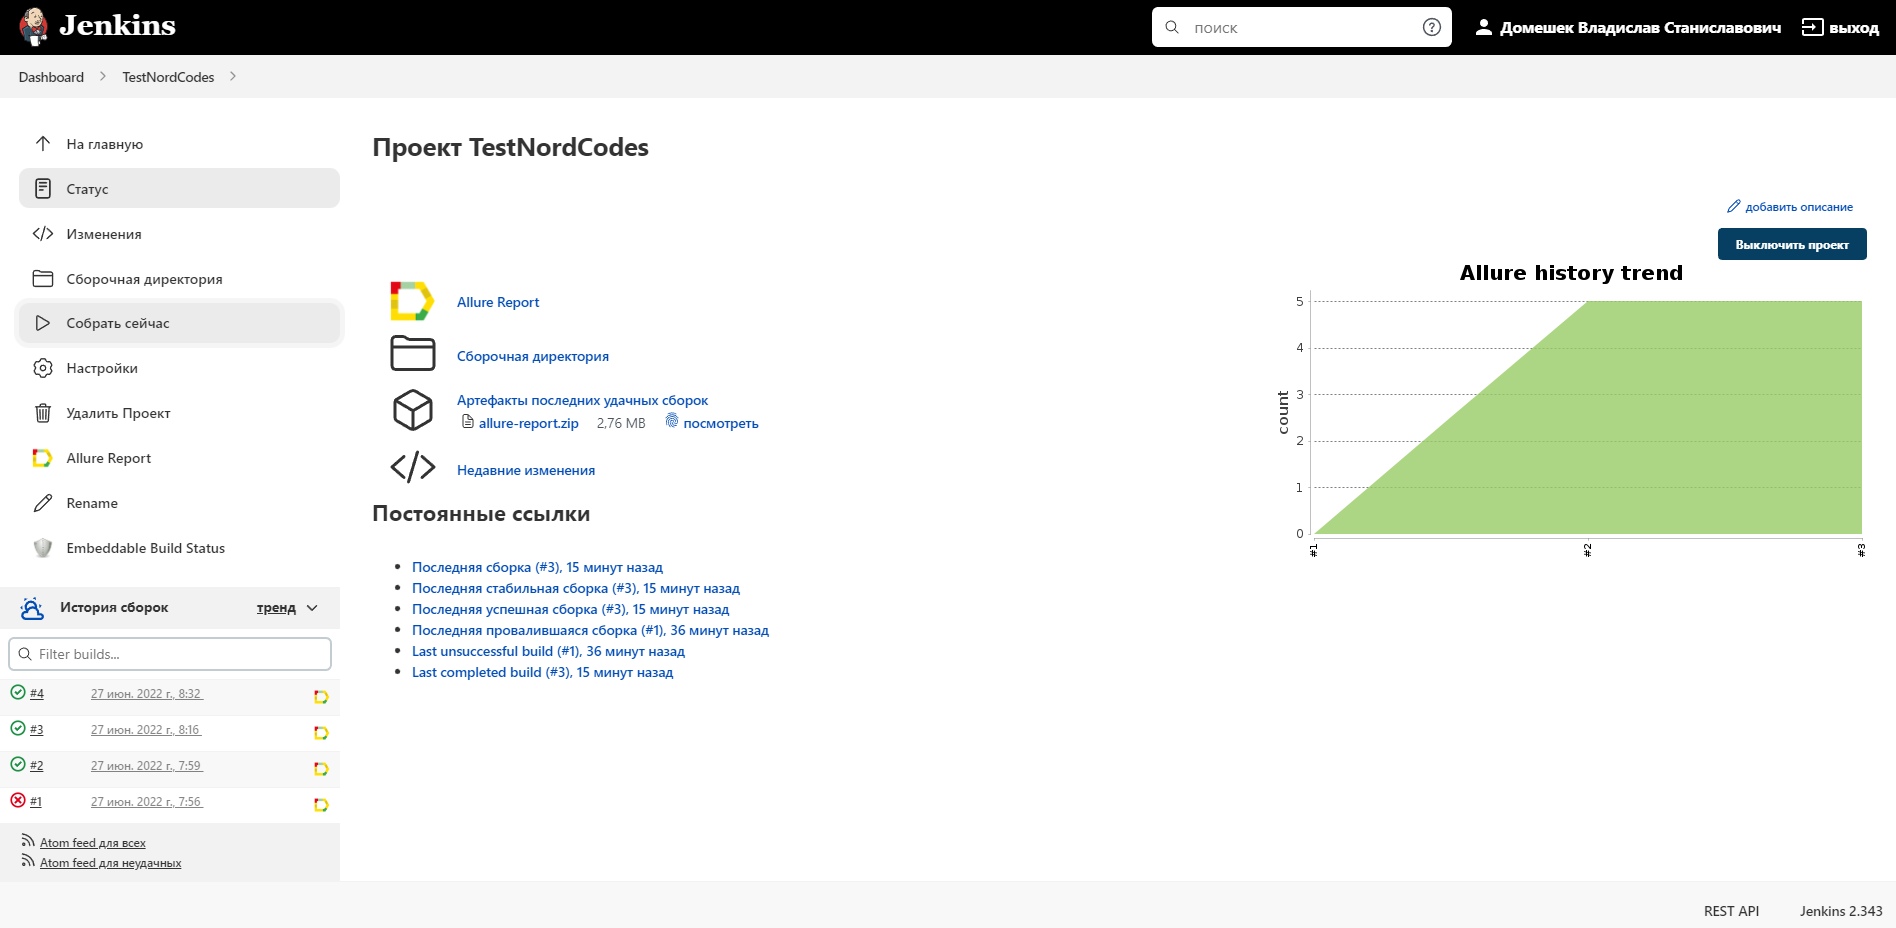 Jenkins
поиск
Домешек Владислав Станиславович
выход
Dashboard
TestNordCodes
На главную
Статус
Изменения
Сборочная директория
Собрать сейчас
Настройки
Удалить Проект
Allure Report
Rename
Embeddable Build Status
История сборок
тренд
Filter builds...
#4 27 июн. 2022 г., 8:32
#3 27 июн. 2022 г., 8:16
#2 27 июн. 2022 г., 7:59
#1 27 июн. 2022 г., 7:56
Atom feed для всех
Atom feed для неудачных
Проект TestNordCodes
добавить описание
Выключить проект
Allure Report
Сборочная директория
Артефакты последних удачных сборок
allure-report.zip 2,76 MB посмотреть
Недавние изменения
Постоянные ссылки
Последняя сборка (#3), 15 минут назад
Последняя стабильная сборка (#3), 15 минут назад
Последняя успешная сборка (#3), 15 минут назад
Последняя провалившаяся сборка (#1), 36 минут назад
Last unsuccessful build (#1), 36 минут назад
Last completed build (#3), 15 минут назад
Allure history trend
count
5
4
3
2
1
0
#1
#2
#3
REST API
Jenkins 2.343